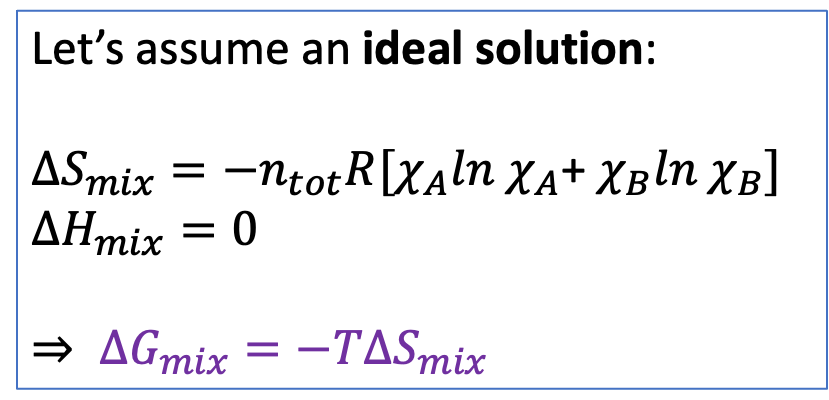 Let's assume an ideal solution:
ΔS_mix = −n_tot R[χ_A ln χ_A + χ_B ln χ_B]
ΔH_mix = 0
⇒ ΔG_mix = −TΔS_mix